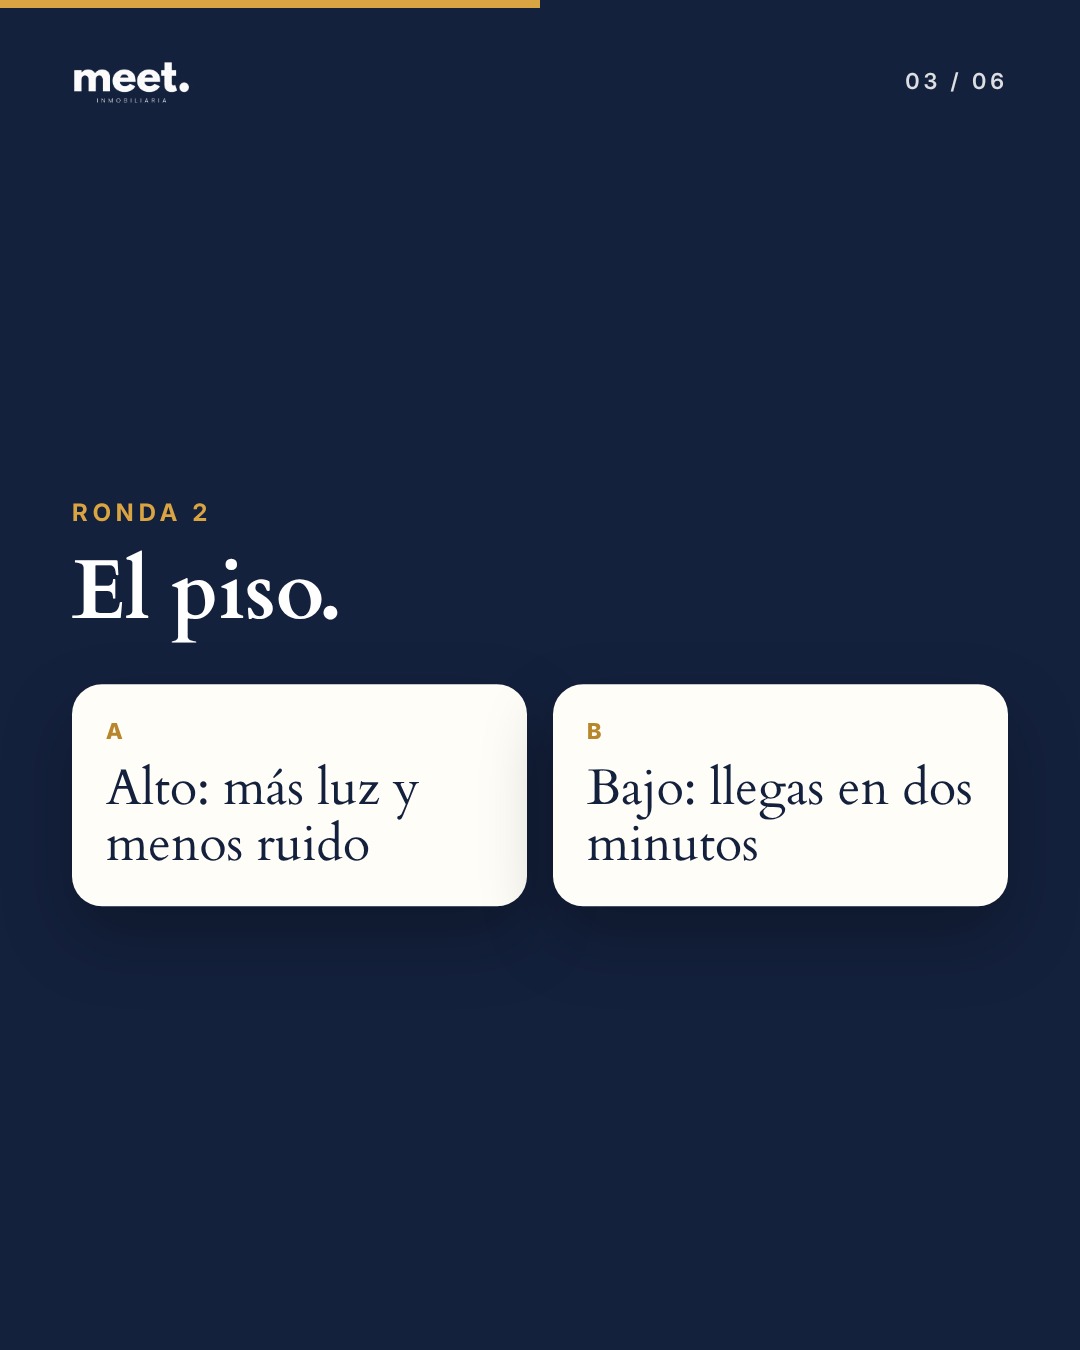 meet.
INMOBILIARIA
03 / 06
RONDA 2
El piso.
A
Alto: más luz y
menos ruido
B
Bajo: llegas en dos
minutos